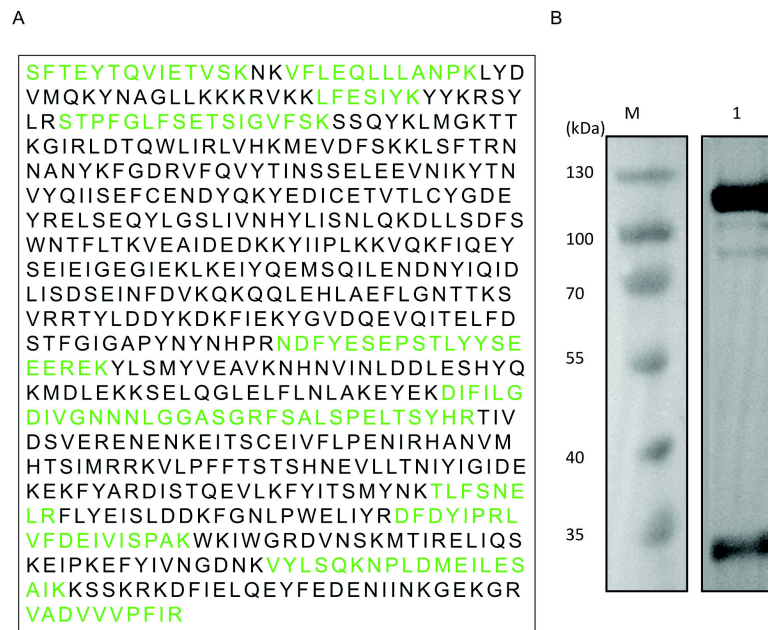 A
SFTEYTQVIETVSKNKVFLEQLLLANPKLYD
VMQKYNAGLLKKKRVKKLFESIYKYYKRSY
LRSTPFGLFSETSIGVFSKSSQYKLMGKTT
KGIRLDTQWLIRLVHKMEVDFSKKLSFTRN
NANYKFGDRVFQVYTINSSELEEVNIKYTN
VYQIISEFCENDYQKYEDICETVTLCYGDE
YRELSEQYLGSLIVNHYLISNLQKDLLSDFS
WNTFLTKVEAIDEDKKYIIPLKKVQKFIQEY
SEIEIGEGIEKLKEIYQEMSQILENDNYIQID
LISDSEINFDVKQKQQLEHLAEFLGNTTKS
VRRTYLDDYKDKFIEKYGVDQEVQITELFD
STFGIGAPYNYNHPRNDFYESEPSTLYYSE
EEREKYLSMYVEAVKNHNVINLDDLESHYQ
KMDLEKKSELQGLELFLNLAKEYEKDIFILG
DIVGNNNLGGASGRFSALSPELTSYHRTIV
DSVERENENKEITSCEIVFLPENIRHANVM
HTSIMRRKVLPFFTSTSHNEVLLTNIYIGIDE
KEKFYARDISTQEVLKFYITSMYNKTLFSNE
LRFLYEISLDDKFGNLPWELIYRDFDYIPRL
VFDEIVISPAKWKIWGRDVNSKMTIRELIQS
KEIPKEFYIVNGDNKVYLSQKNPLDMEILES
AIKKSSKRKDFIELQEYFEDENIINKGEKGR
VADVVVPFIR
B
M 1
(kDa)
130
100
70
55
40
35